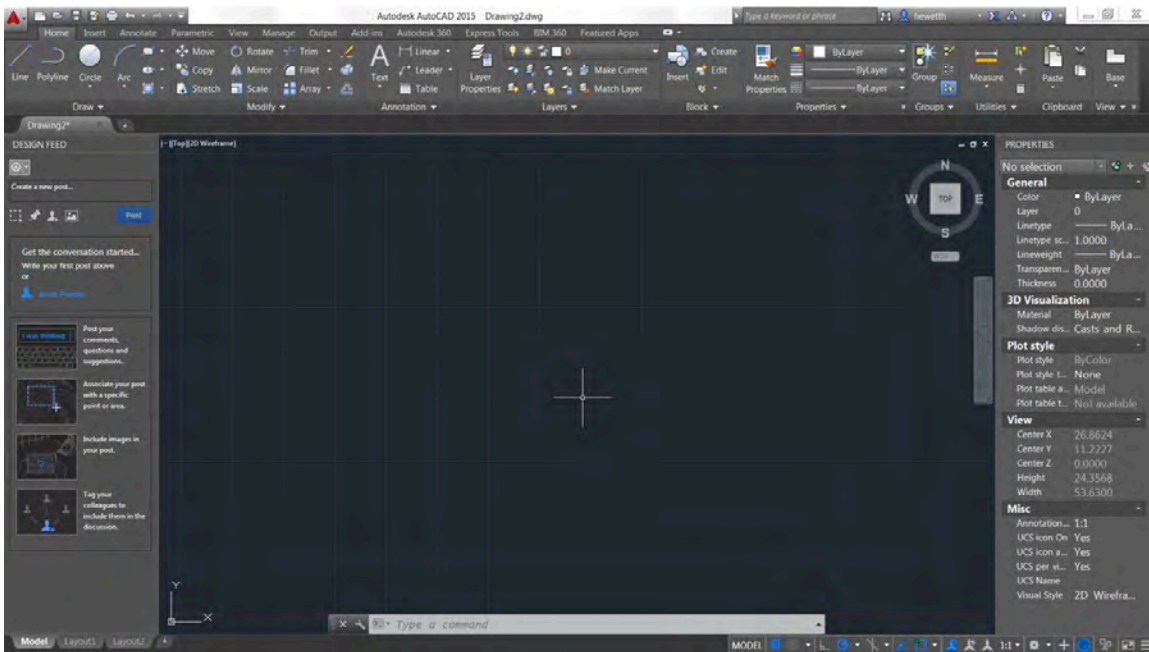 Autodesk AutoCAD 2015 Drawing2.dwg
Type a keyword or phrase
hewetth
Home Insert Annotate Parametric View Manage Output Add-ins Autodesk 360 Express Tools BIM 360 Featured Apps
Line Polyline Circle Arc
Move Rotate Trim
Copy Mirror Fillet
Stretch Scale Array
Text
Linear
Leader
Table
Layer Properties
0
Make Current
Match Layer
Insert
Create
Edit
Match Properties
ByLayer
ByLayer
ByLayer
Group
Measure
Paste
Base
Draw Modify Annotation Layers Block Properties Groups Utilities Clipboard View
Drawing2*
DESIGN FEED
Create a new post...
Post
Get the conversation started...
Write your first post above
or
Post your
comments,
questions and
suggestions.
Associate your post
with a specific
point or area.
Include images in
your post.
Tag your
colleagues to
include them in the
discussion.
[-][Top][2D Wireframe]
N
W TOP E
S
Y
X
Type a command
PROPERTIES
No selection
General
Color ByLayer
Layer 0
Linetype ByLa...
Linetype sc... 1.0000
Lineweight ByLa...
Transparen... ByLayer
Thickness 0.0000
3D Visualization
Material ByLayer
Shadow dis... Casts and R...
Plot style
Plot style ByColor
Plot style t... None
Plot table a... Model
Plot table t... Not available
View
Center X 26.8624
Center Y 11.2227
Center Z 0.0000
Height 24.3568
Width 53.6300
Misc
Annotation... 1:1
UCS icon On Yes
UCS icon a... Yes
UCS per vi... Yes
UCS Name
Visual Style 2D Wirefra...
Model Layout1 Layout2
MODEL
1:1